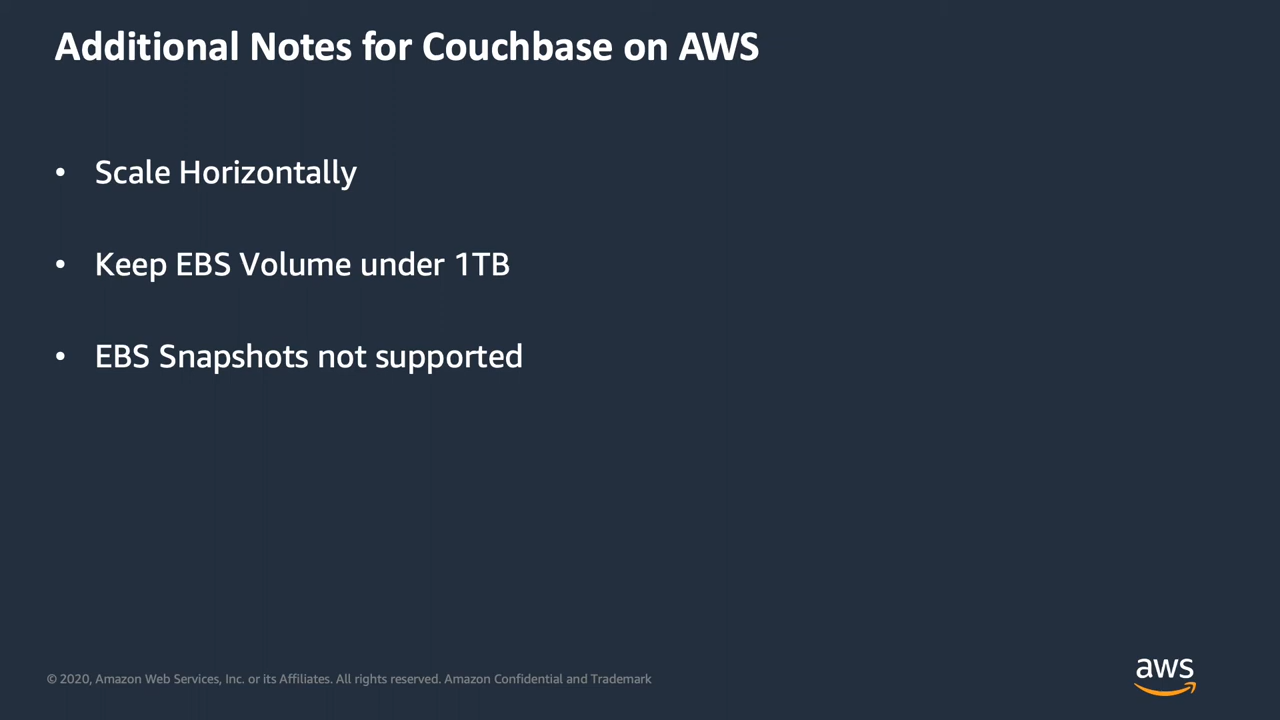 Additional Notes for Couchbase on AWS
• Scale Horizontally
• Keep EBS Volume under 1TB
• EBS Snapshots not supported
© 2020, Amazon Web Services, Inc. or its Affiliates. All rights reserved. Amazon Confidential and Trademark
aws